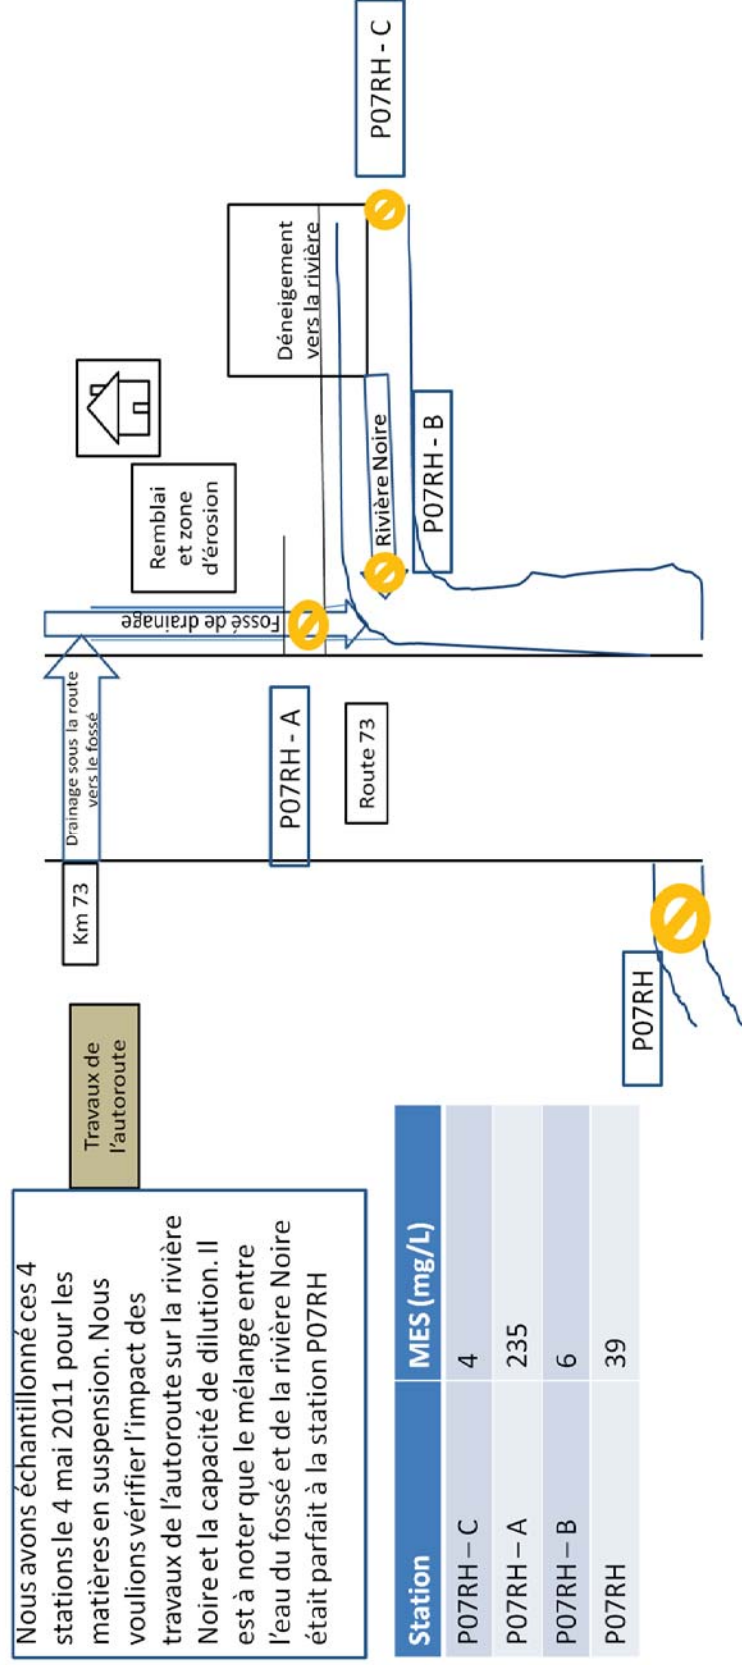 Nous avons échantillonné ces 4
stations le 4 mai 2011 pour les
matières en suspension. Nous
voulions vérifier l'impact des
travaux de l'autoroute sur la rivière
Noire et la capacité de dilution. Il
est à noter que le mélange entre
l'eau du fossé et de la rivière Noire
était parfait à la station P07RH
Travaux de
l'autoroute
Km 73
Drainage sous la route
vers le fossé
Fossé de drainage
Remblai
et zone
d'érosion
Déneigement
vers la rivière
P07RH - C
P07RH - A
Route 73
Rivière Noire
P07RH - B
P07RH
Station MES (mg/L)
P07RH – C 4
P07RH – A 235
P07RH – B 6
P07RH 39